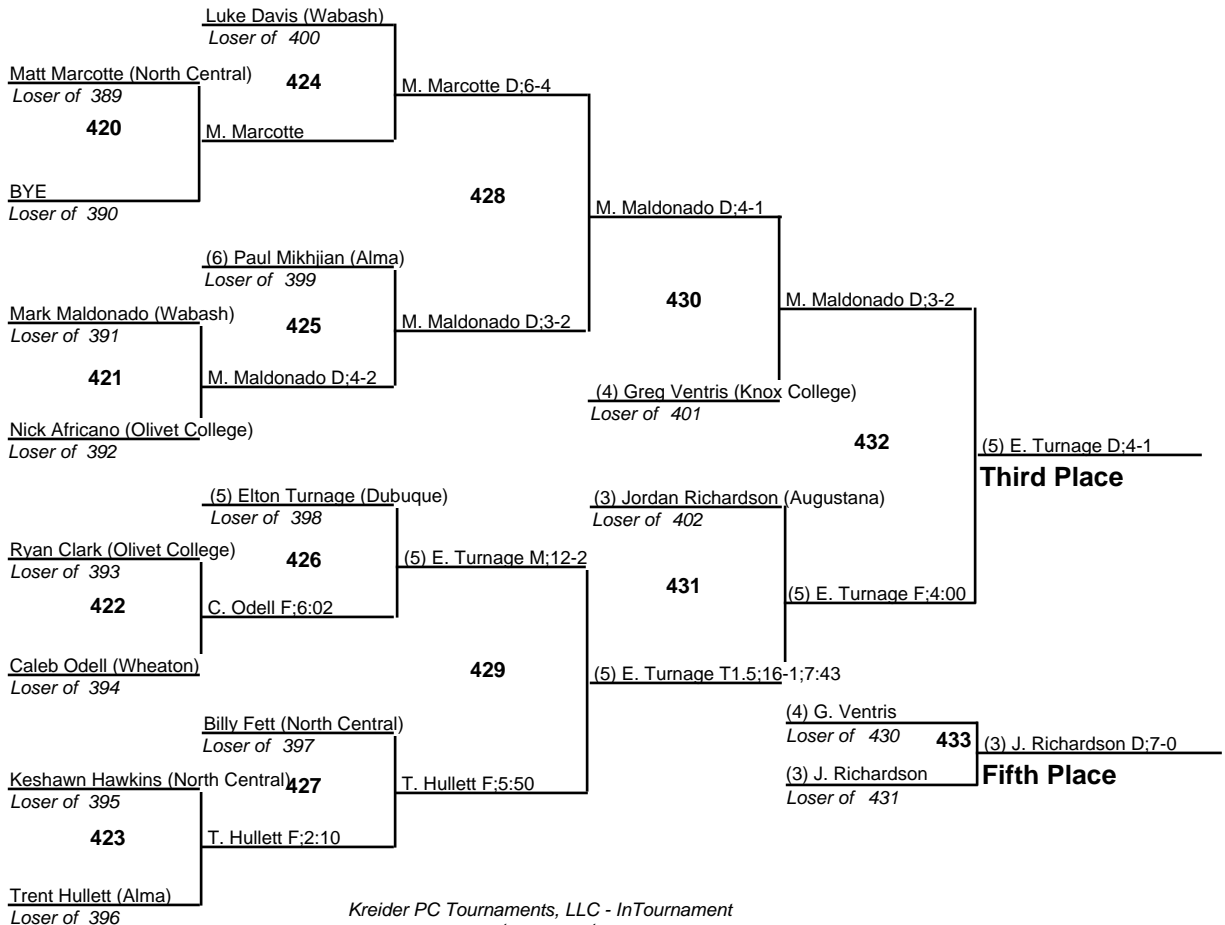 Luke Davis (Wabash)
Loser of 400
Matt Marcotte (North Central)
Loser of 389
424
M. Marcotte D;6-4
420
M. Marcotte
BYE
Loser of 390
428
M. Maldonado D;4-1
(6) Paul Mikhjian (Alma)
Loser of 399
Mark Maldonado (Wabash)
Loser of 391
425
M. Maldonado D;3-2
430
M. Maldonado D;3-2
421
M. Maldonado D;4-2
(4) Greg Ventris (Knox College)
Loser of 401
Nick Africano (Olivet College)
Loser of 392
432
(5) E. Turnage D;4-1
Third Place
(5) Elton Turnage (Dubuque)
Loser of 398
(3) Jordan Richardson (Augustana)
Loser of 402
Ryan Clark (Olivet College)
Loser of 393
426
(5) E. Turnage M;12-2
431
(5) E. Turnage F;4:00
422
C. Odell F;6:02
Caleb Odell (Wheaton)
Loser of 394
429
(5) E. Turnage T1.5;16-1;7:43
Billy Fett (North Central)
Loser of 397
(4) G. Ventris
Loser of 430
433
(3) J. Richardson D;7-0
Fifth Place
(3) J. Richardson
Loser of 431
Keshawn Hawkins (North Central)
Loser of 395
427
T. Hullett F;5:50
423
T. Hullett F;2:10
Trent Hullett (Alma)
Loser of 396
Kreider PC Tournaments, LLC - InTournament